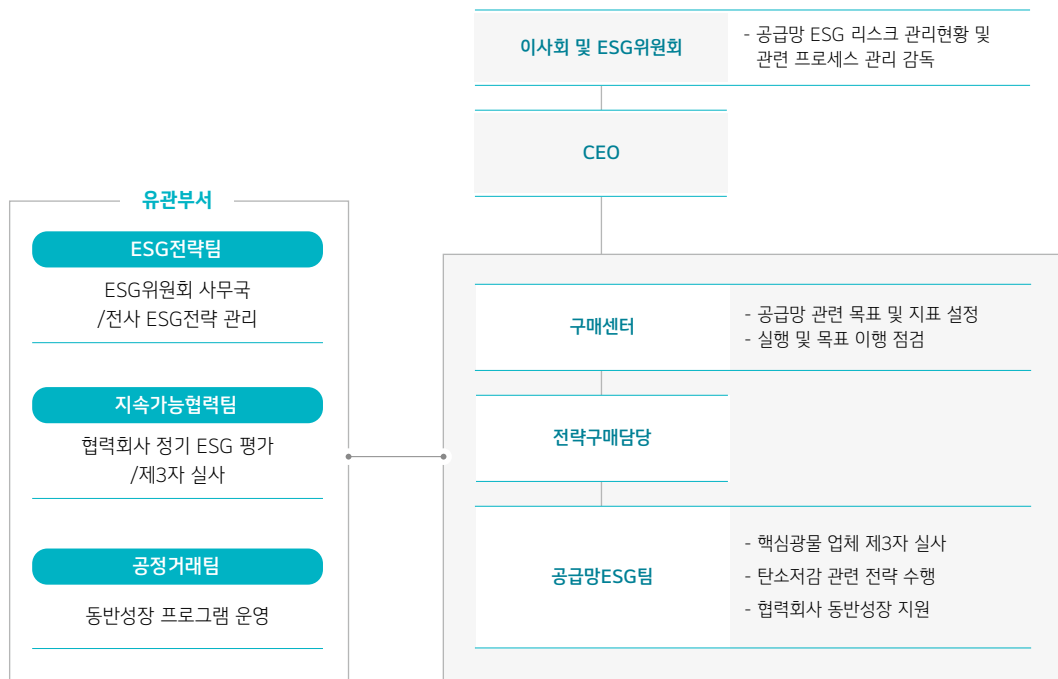 이사회 및 ESG위원회
- 공급망 ESG 리스크 관리현황 및
관련 프로세스 관리 감독
CEO
유관부서
ESG전략팀
ESG위원회 사무국
/전사 ESG전략 관리
지속가능협력팀
협력회사 정기 ESG 평가
/제3자 실사
공정거래팀
동반성장 프로그램 운영
구매센터
- 공급망 관련 목표 및 지표 설정
- 실행 및 목표 이행 점검
전략구매담당
공급망ESG팀
- 핵심광물 업체 제3자 실사
- 탄소저감 관련 전략 수행
- 협력회사 동반성장 지원